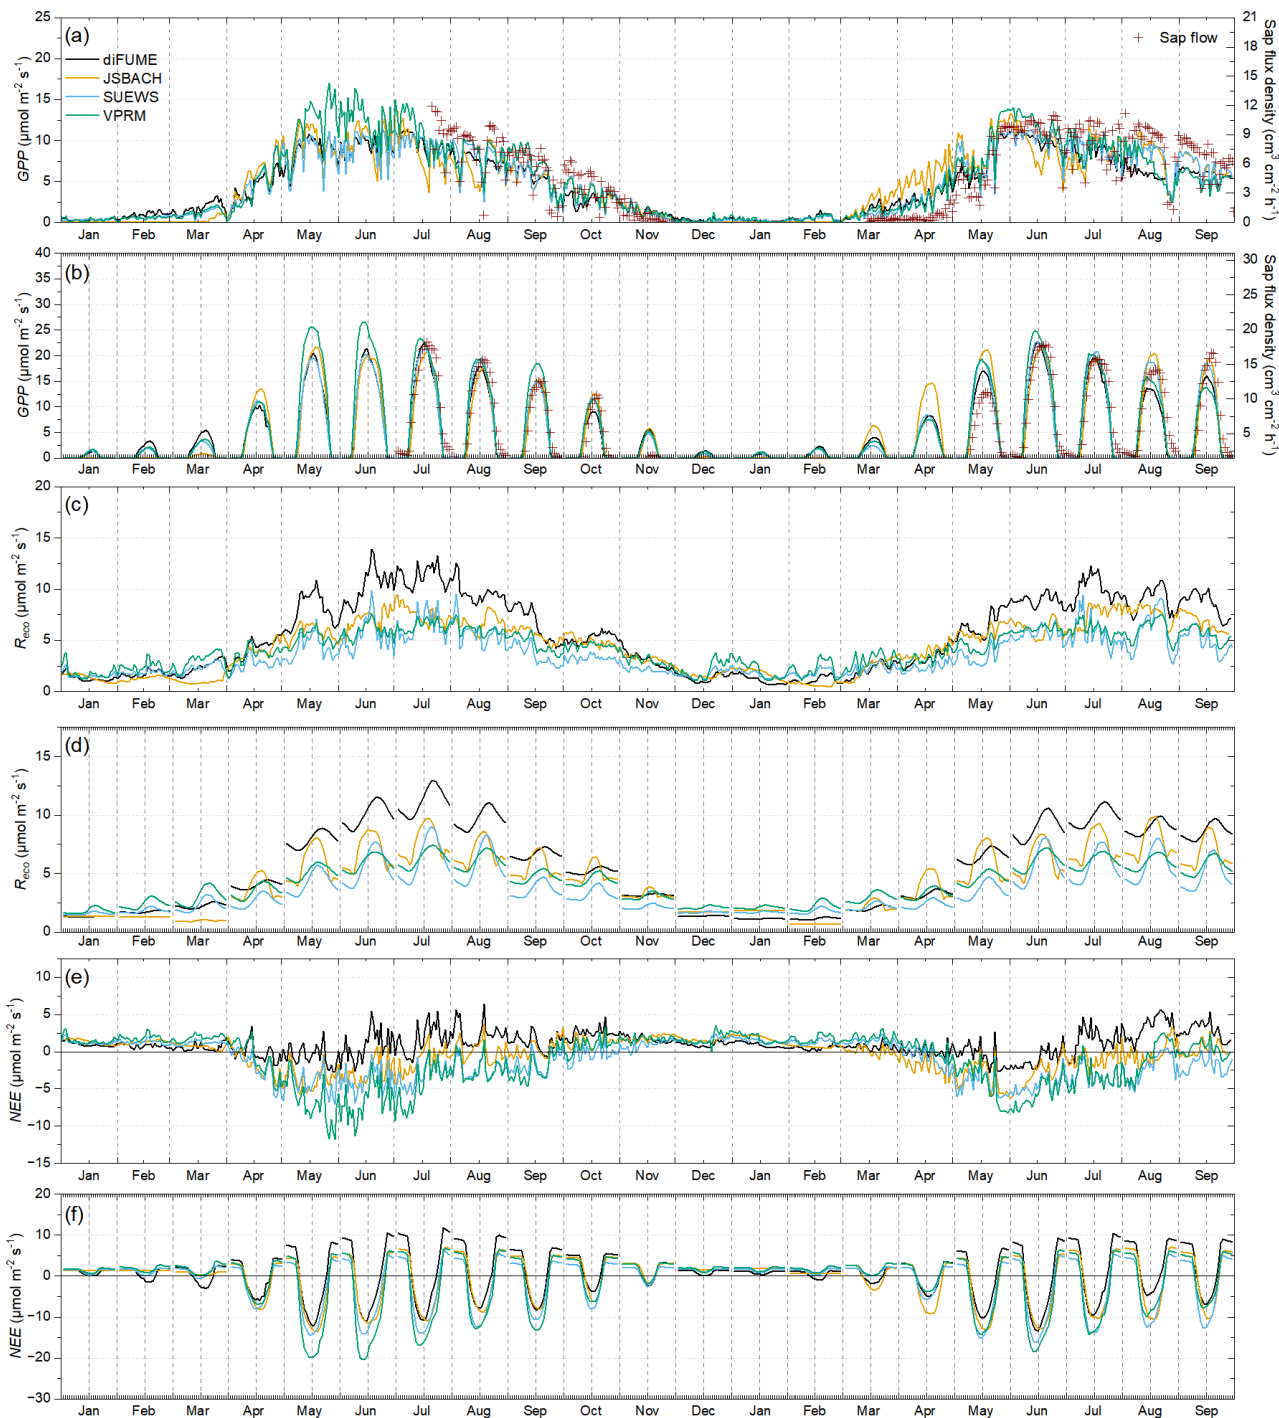 (a)
diFUME
JSBACH
SUEWS
VPRM
Sap flow
GPP (µmol m⁻² s⁻¹)
25
20
15
10
5
0
Sap flux density (cm³ cm⁻² h⁻¹)
21
18
15
12
9
6
3
0
Jan Feb Mar Apr May Jun Jul Aug Sep Oct Nov Dec Jan Feb Mar Apr May Jun Jul Aug Sep
(b)
GPP (µmol m⁻² s⁻¹)
40
35
30
25
20
15
10
5
0
Sap flux density (cm³ cm⁻² h⁻¹)
30
25
20
15
10
5
Jan Feb Mar Apr May Jun Jul Aug Sep Oct Nov Dec Jan Feb Mar Apr May Jun Jul Aug Sep
(c)
R_eco (µmol m⁻² s⁻¹)
20
15
10
5
0
Jan Feb Mar Apr May Jun Jul Aug Sep Oct Nov Dec Jan Feb Mar Apr May Jun Jul Aug Sep
(d)
R_eco (µmol m⁻² s⁻¹)
15
10
5
0
Jan Feb Mar Apr May Jun Jul Aug Sep Oct Nov Dec Jan Feb Mar Apr May Jun Jul Aug Sep
(e)
NEE (µmol m⁻² s⁻¹)
10
5
0
−5
−10
−15
Jan Feb Mar Apr May Jun Jul Aug Sep Oct Nov Dec Jan Feb Mar Apr May Jun Jul Aug Sep
(f)
NEE (µmol m⁻² s⁻¹)
20
10
0
−10
−20
−30
Jan Feb Mar Apr May Jun Jul Aug Sep Oct Nov Dec Jan Feb Mar Apr May Jun Jul Aug Sep